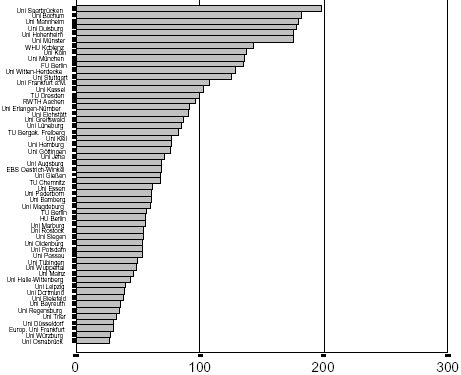 Uni Saarbrücken
Uni Bochum
Uni Mannheim
Uni Duisburg
Uni Hohenheim
Uni Münster
WHU Koblenz
Uni Köln
Uni München
FU Berlin
Uni Witten-Herdecke
Uni Stuttgart
Uni Frankfurt a.M.
Uni Kassel
TU Dresden
RWTH Aachen
Uni Erlangen-Nürnber
Uni Eichstätt
Uni Greifswald
Uni Lüneburg
TU Bergak. Freiberg
Uni Kiel
Uni Hamburg
Uni Göttingen
Uni Jena
Uni Augsburg
EBS Oestrich-Winkel
Uni Gießen
TU Chemnitz
Uni Essen
Uni Paderborn
Uni Bamberg
Uni Magdeburg
TU Berlin
HU Berlin
Uni Marburg
Uni Rostock
Uni Siegen
Uni Oldenburg
Uni Potsdam
Uni Passau
Uni Tübingen
Uni Wuppertal
Uni Mainz
Uni Halle-Wittenberg
Uni Leipzig
Uni Dortmund
Uni Bielefeld
Uni Bayreuth
Uni Regensburg
Uni Trier
Uni Düsseldorf
Europ. Uni Frankfurt
Uni Würzburg
Uni Osnabrück
0 100 200 300